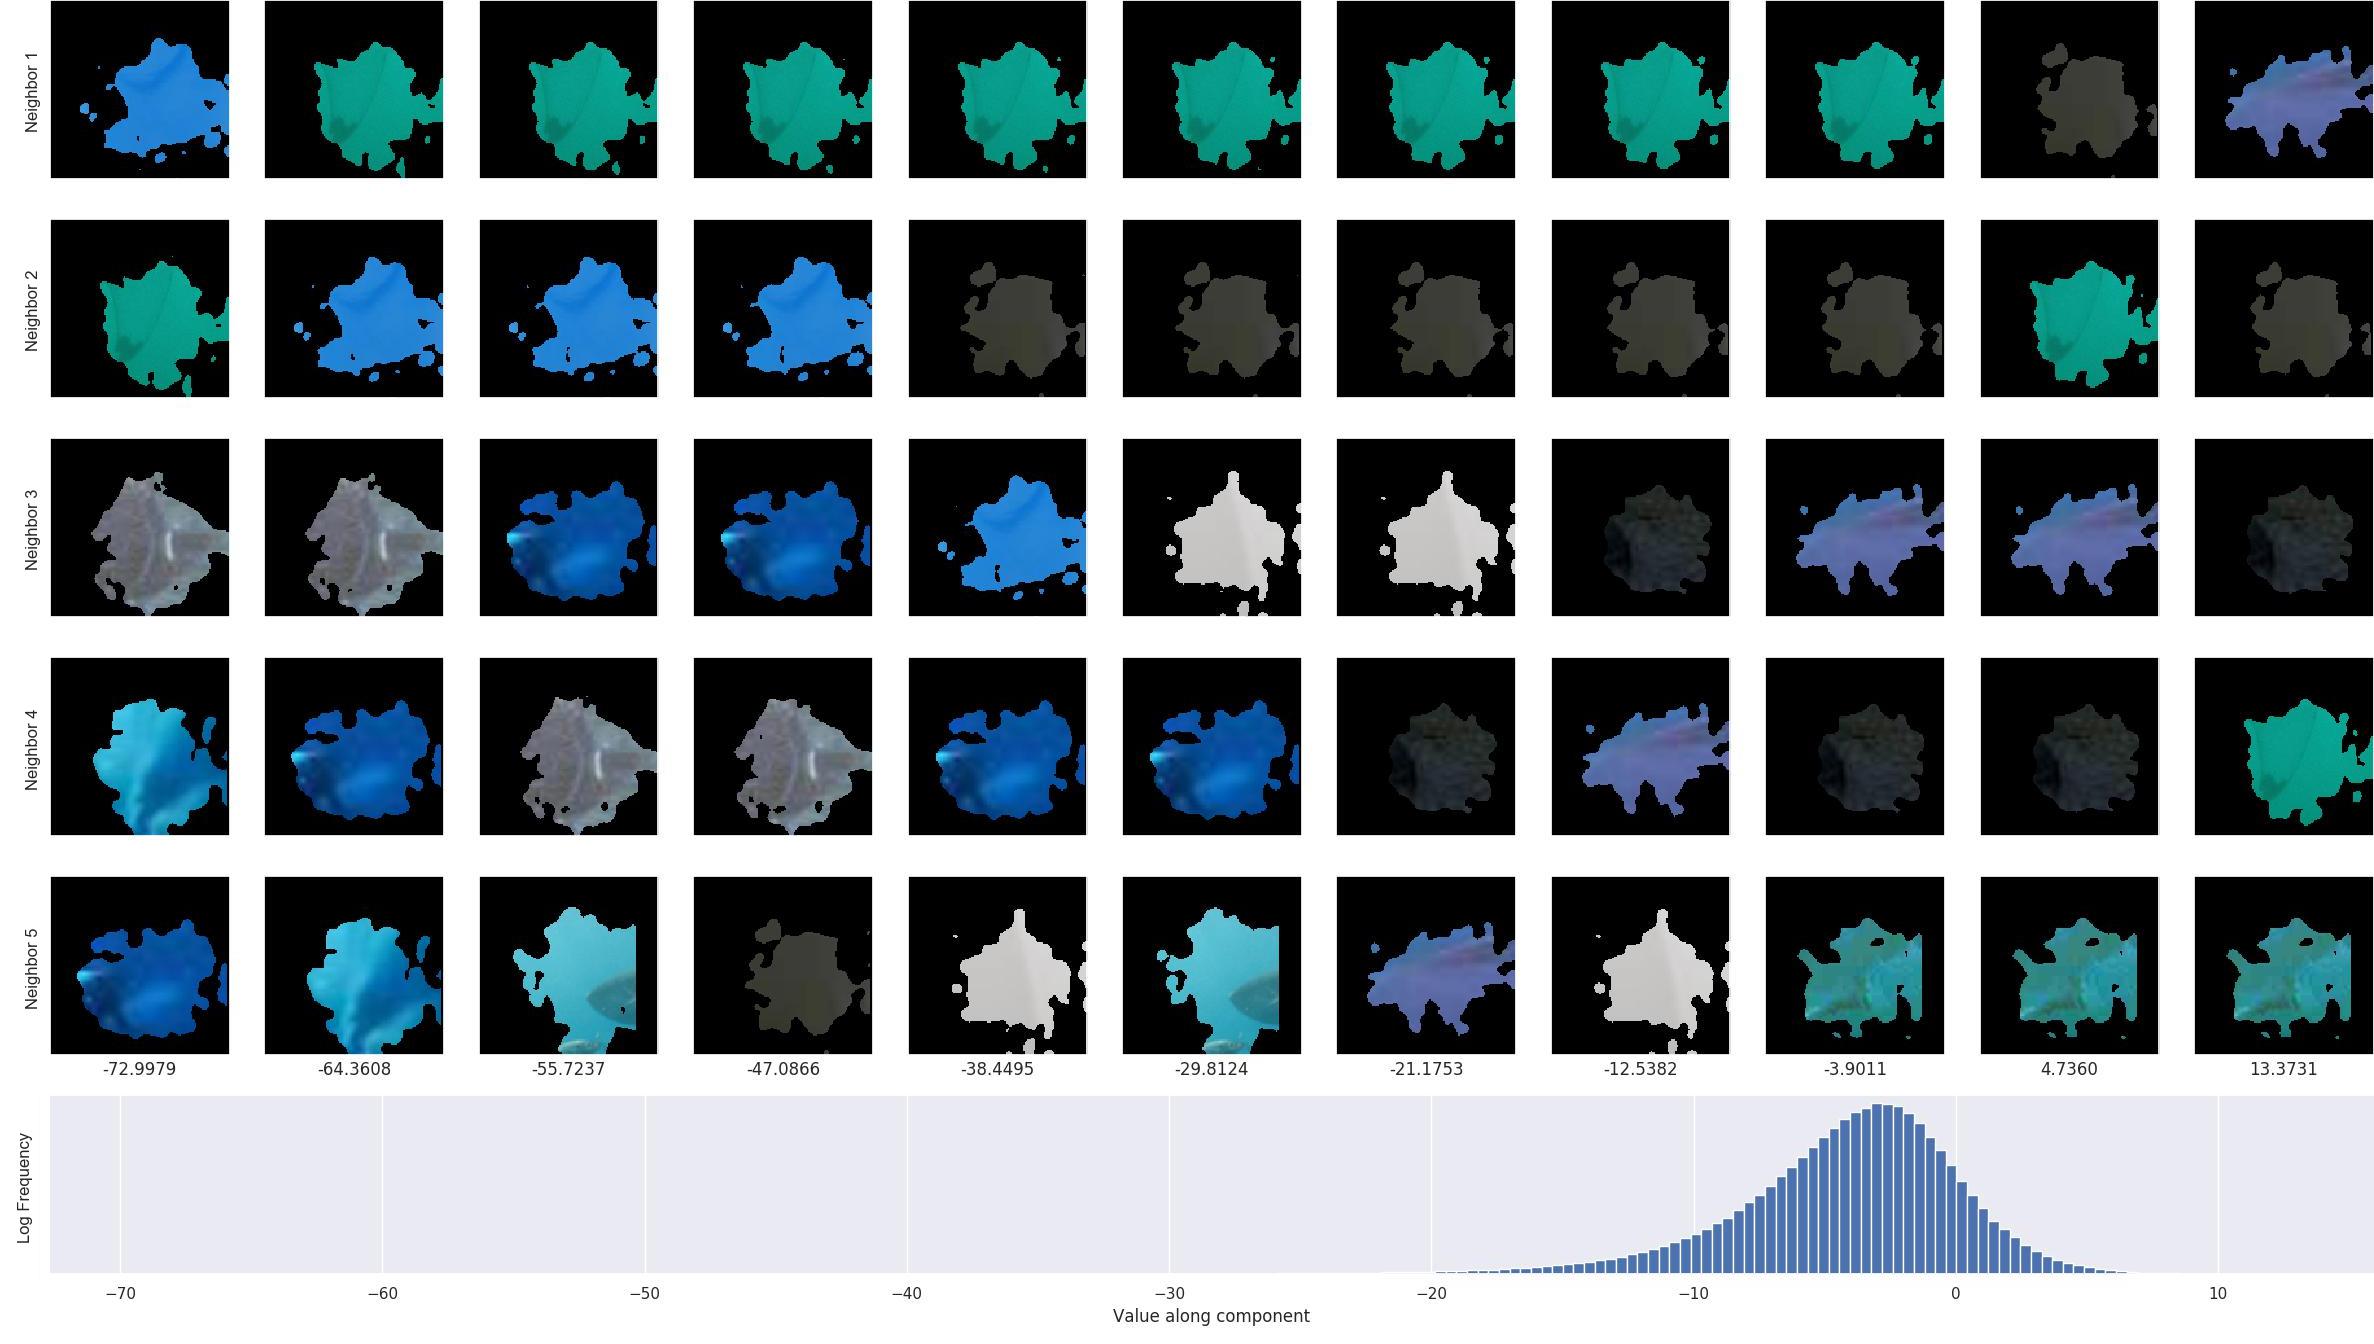 Neighbor 1
Neighbor 2
Neighbor 3
Neighbor 4
Neighbor 5
-72.9979 -64.3608 -55.7237 -47.0866 -38.4495 -29.8124 -21.1753 -12.5382 -3.9011 4.7360 13.3731
Log Frequency
−70 −60 −50 −40 −30 −20 −10 0 10
Value along component